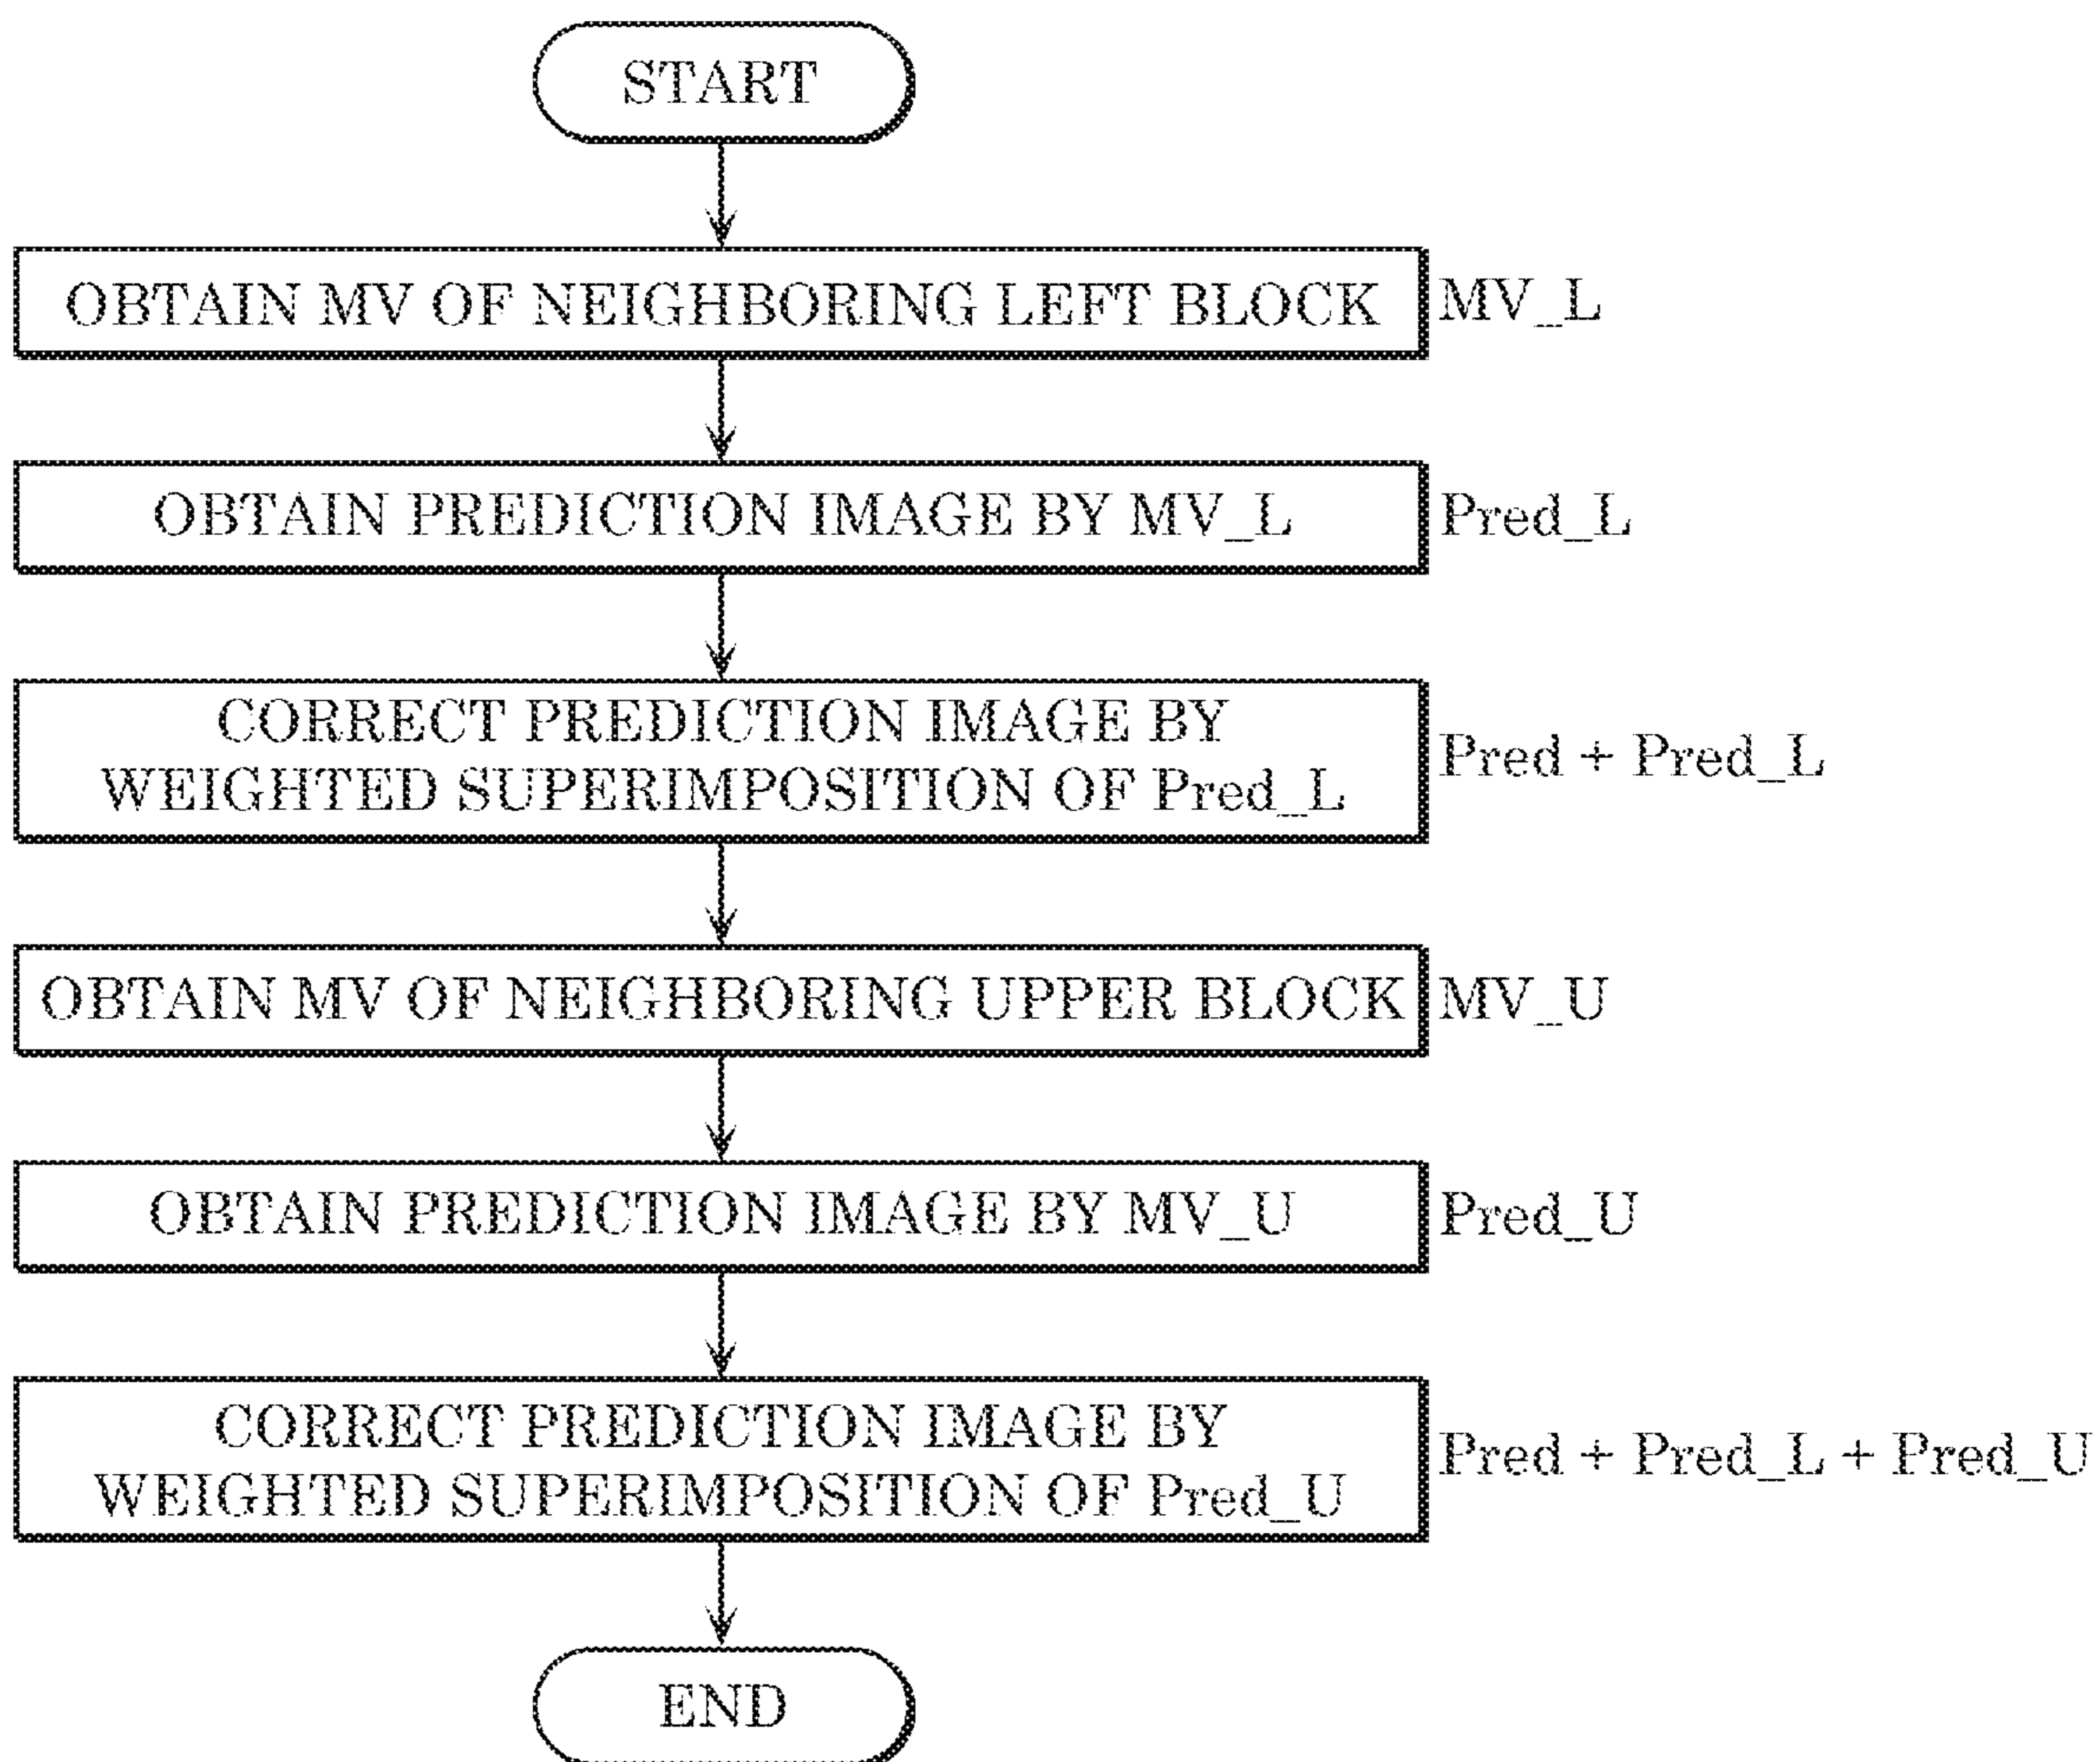 START
OBTAIN MV OF NEIGHBORING LEFT BLOCK
MV_L
OBTAIN PREDICTION IMAGE BY MV_L
Pred_L
CORRECT PREDICTION IMAGE BY
WEIGHTED SUPERIMPOSITION OF Pred_L
Pred + Pred_L
OBTAIN MV OF NEIGHBORING UPPER BLOCK
MV_U
OBTAIN PREDICTION IMAGE BY MV_U
Pred_U
CORRECT PREDICTION IMAGE BY
WEIGHTED SUPERIMPOSITION OF Pred_U
Pred + Pred_L + Pred_U
END